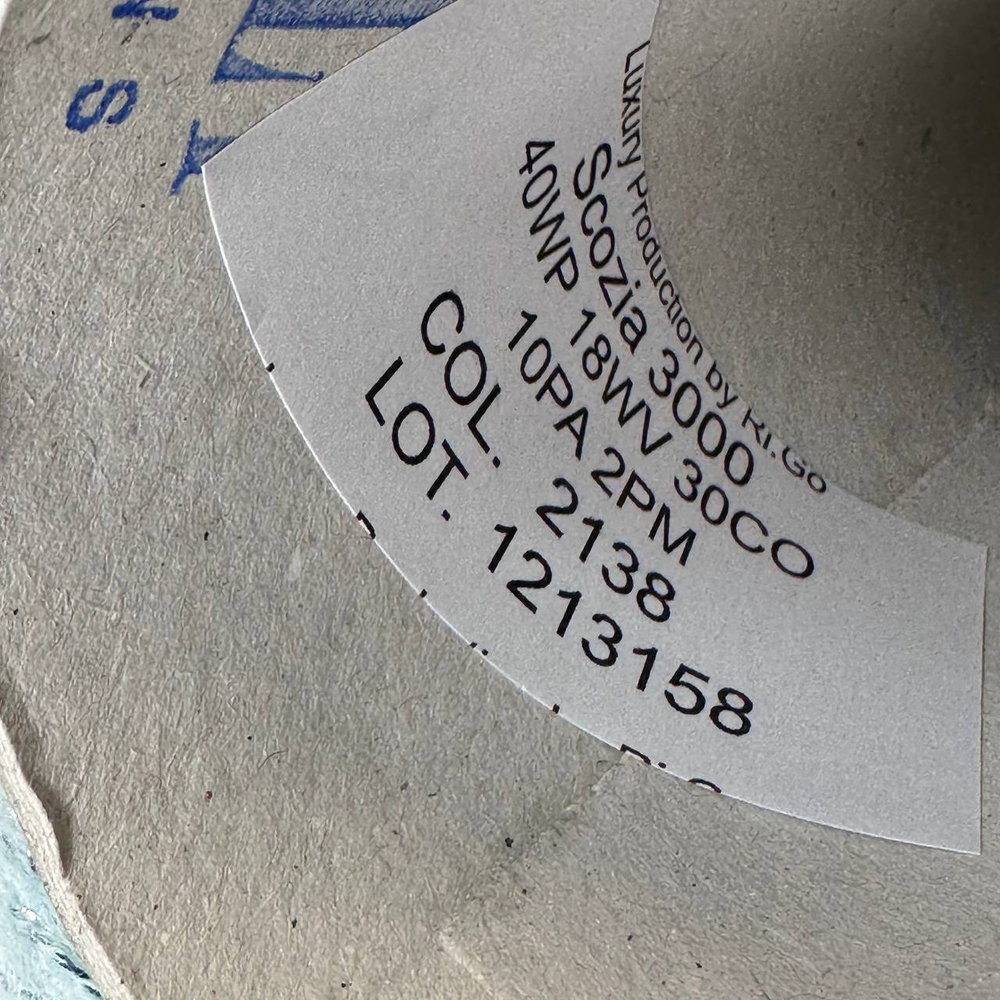 Luxury Production by Ri.Go
Scozia 3000
40WP 18WV 30CO
10PA 2PM
COL. 2138
LOT. 1213158